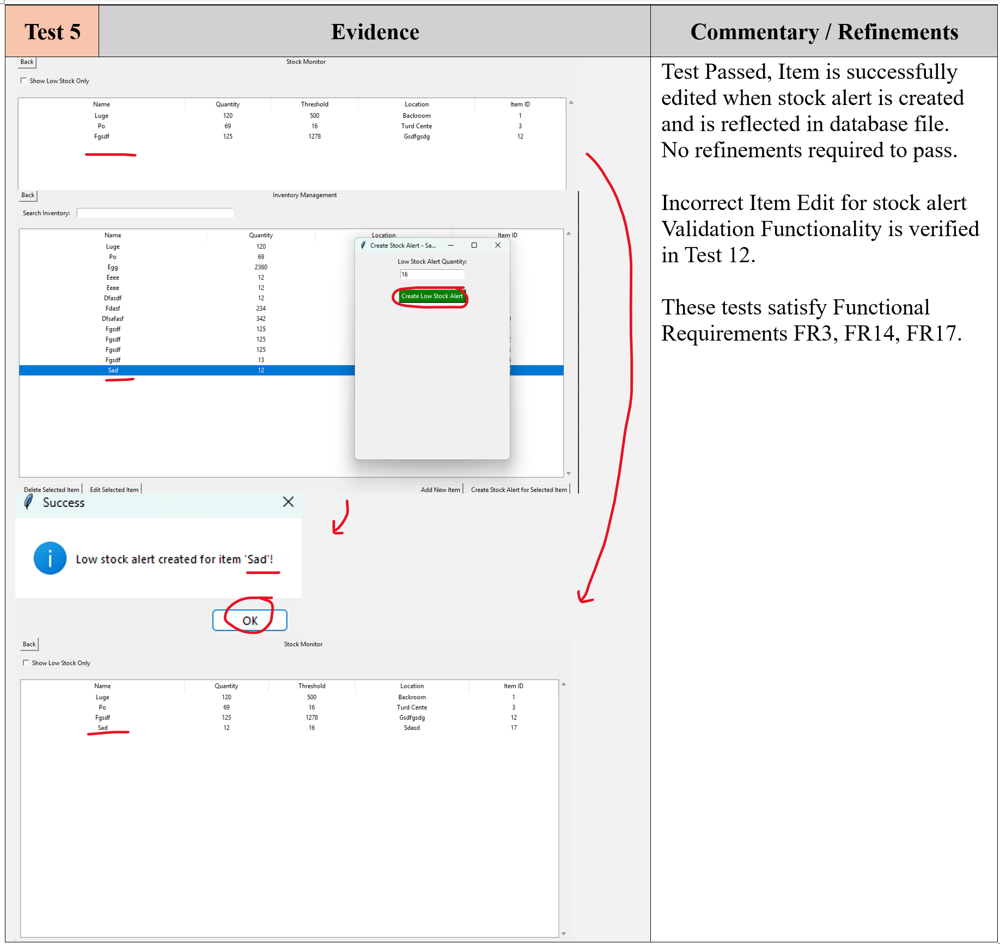 Test 5 Evidence Commentary / Refinements
Back Stock Monitor
Show Low Stock Only
Name Quantity Threshold Location Item ID
Luge 120 500 Backroom 1
Po 69 16 Turd Cente 3
Fgsdf 125 1278 Gsdfgsdg 12
Back Inventory Management
Search Inventory:
Name Quantity Location Item ID
Luge 120
Po 69
Egg 2360
Eeee 12
Eeee 12
Dfasdf 12
Fdasf 234
Dfsafasf 342
Fgsdf 125
Fgsdf 125
Fgsdf 125
Fgsdf 13
Sad 12
Create Stock Alert - Sa...
Low Stock Alert Quantity:
16
Create Low Stock Alert
Delete Selected Item Edit Selected Item Add New Item Create Stock Alert for Selected Item
Success
Low stock alert created for item 'Sad'!
OK
Back Stock Monitor
Show Low Stock Only
Name Quantity Threshold Location Item ID
Luge 120 500 Backroom 1
Po 69 16 Turd Cente 3
Fgsdf 125 1278 Gsdfgsdg 12
Sad 12 16 Sdasd 17
Test Passed, Item is successfully
edited when stock alert is created
and is reflected in database file.
No refinements required to pass.
Incorrect Item Edit for stock alert
Validation Functionality is verified
in Test 12.
These tests satisfy Functional
Requirements FR3, FR14, FR17.